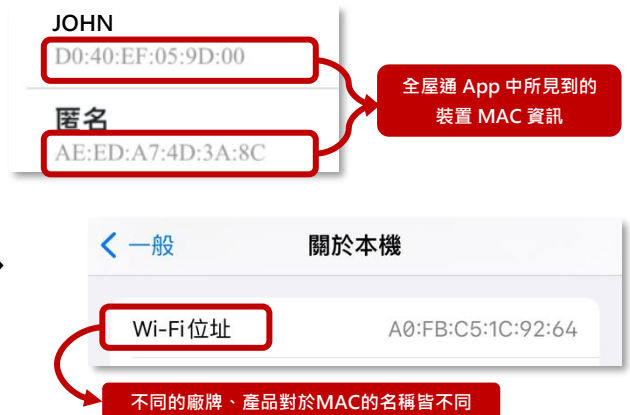 JOHN
D0:40:EF:05:9D:00
匿名
AE:ED:A7:4D:3A:8C
全屋通 App 中所見到的
裝置 MAC 資訊
一般
關於本機
Wi-Fi位址
A0:FB:C5:1C:92:64
不同的廠牌、產品對於MAC的名稱皆不同